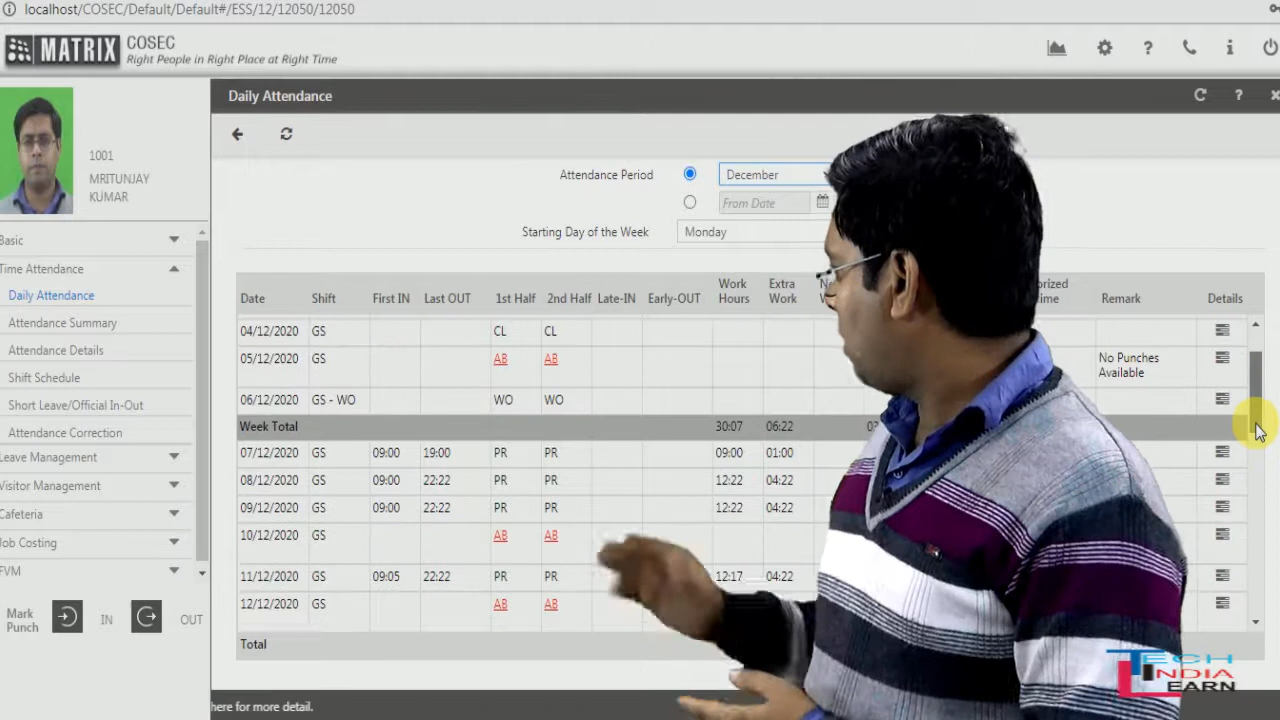 localhost/COSEC/Default/Default#/ESS/12/12050/12050
MATRIX COSEC
Right People in Right Place at Right Time
1001
MRITUNJAY
KUMAR
Basic
Time Attendance
Daily Attendance
Attendance Summary
Attendance Details
Shift Schedule
Short Leave/Official In-Out
Attendance Correction
Leave Management
Visitor Management
Cafeteria
Job Costing
FVM
Mark Punch IN OUT
Daily Attendance
Attendance Period December
From Date
Starting Day of the Week Monday
Date Shift First IN Last OUT 1st Half 2nd Half Late-IN Early-OUT Work Hours Extra Work Remark Details
04/12/2020 GS CL CL
05/12/2020 GS AB AB No Punches Available
06/12/2020 GS - WO WO WO
Week Total 30:07 06:22
07/12/2020 GS 09:00 19:00 PR PR 09:00 01:00
08/12/2020 GS 09:00 22:22 PR PR 12:22 04:22
09/12/2020 GS 09:00 22:22 PR PR 12:22 04:22
10/12/2020 GS AB AB
11/12/2020 GS 09:05 22:22 PR PR 12:17 04:22
12/12/2020 GS AB AB
Total
here for more detail.
TECH
INDIA
LEARN